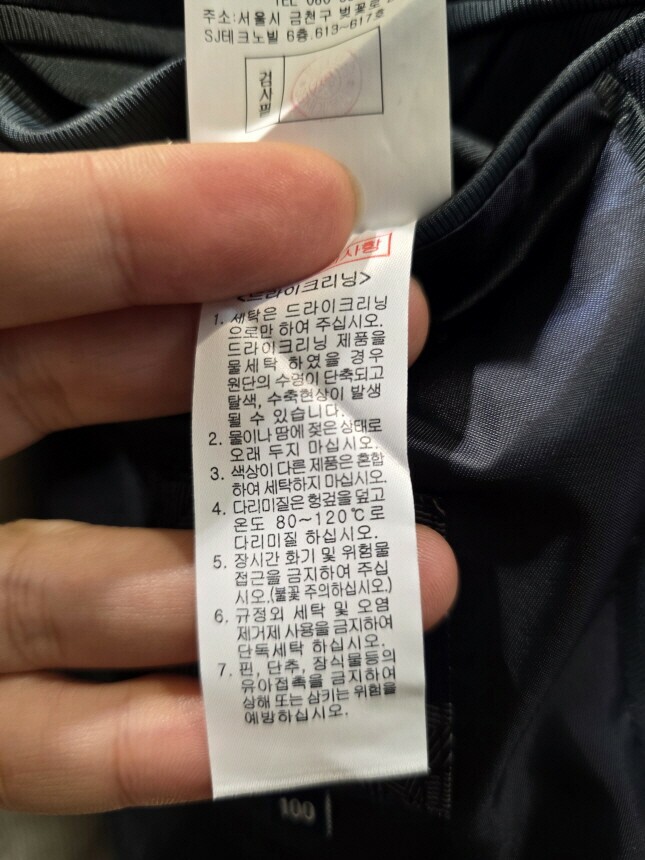 주소:서울시 금천구 벚꽃로
SJ테크노빌 6층.613~617호
검사필
사항
<드라이크리닝>
1. 세탁은 드라이크리닝
으로만 하여 주십시오.
드라이크리닝 제품을
물세탁 하였을 경우
원단의 수명이 단축되고
탈색, 수축현상이 발생
될 수 있습니다.
2. 물이나 땀에 젖은 상태로
오래 두지 마십시오.
3. 색상이 다른 제품은 혼합
하여 세탁하지 마십시오.
4. 다리미질은 헝겊을 덮고
온도 80~120℃로
다리미질 하십시오.
5. 장시간 화기 및 위험물
접근을 금지하여 주십
시오.(불꽃 주의하십시오.)
6. 규정외 세탁 및 오염
제거제 사용을 금지하여
단독세탁 하십시오.
7. 핀, 단추, 장식물등의
유아접촉을 금지하여
상해 또는 삼키는 위험을
예방하십시오.
100